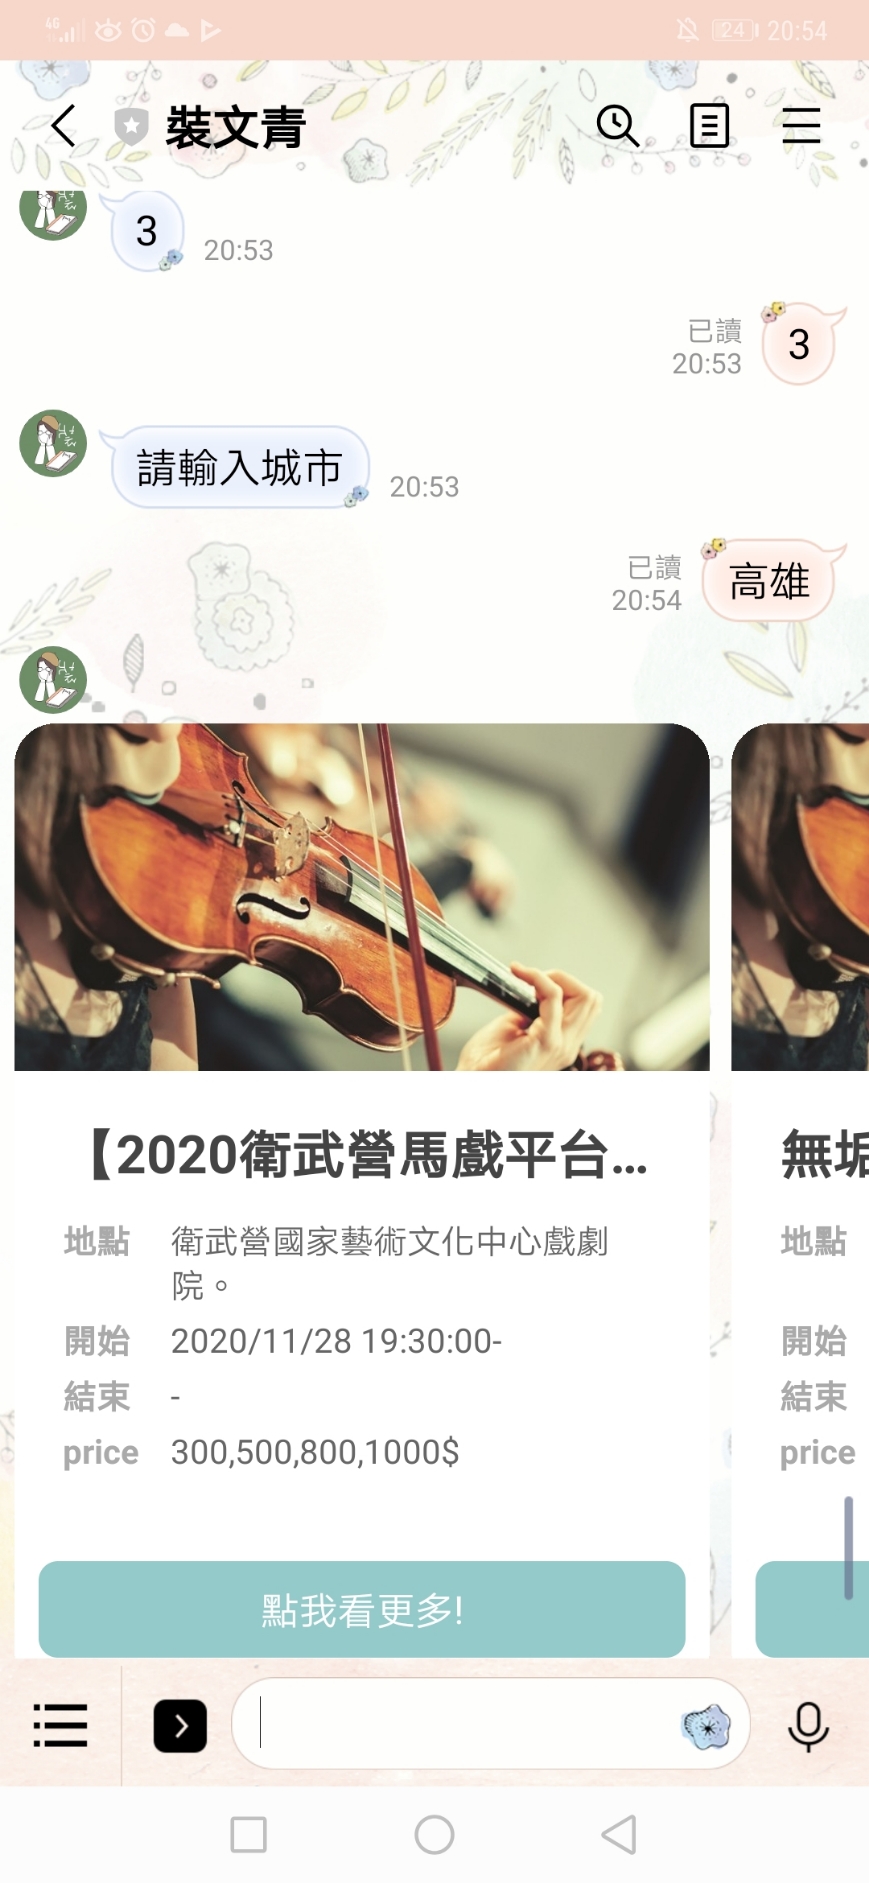 4G 24 20:54
裝文青
3
20:53
已讀
20:53
3
請輸入城市
20:53
已讀
20:54
高雄
【2020衛武營馬戲平台...
無垢
地點
衛武營國家藝術文化中心戲劇
院。
地點
開始
2020/11/28 19:30:00-
開始
結束
-
結束
price
300,500,800,1000$
price
點我看更多!